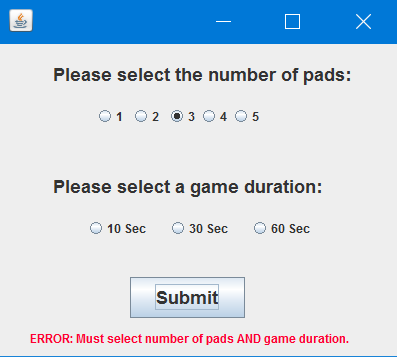 Please select the number of pads:
1 2 3 4 5
Please select a game duration:
10 Sec 30 Sec 60 Sec
Submit
ERROR: Must select number of pads AND game duration.